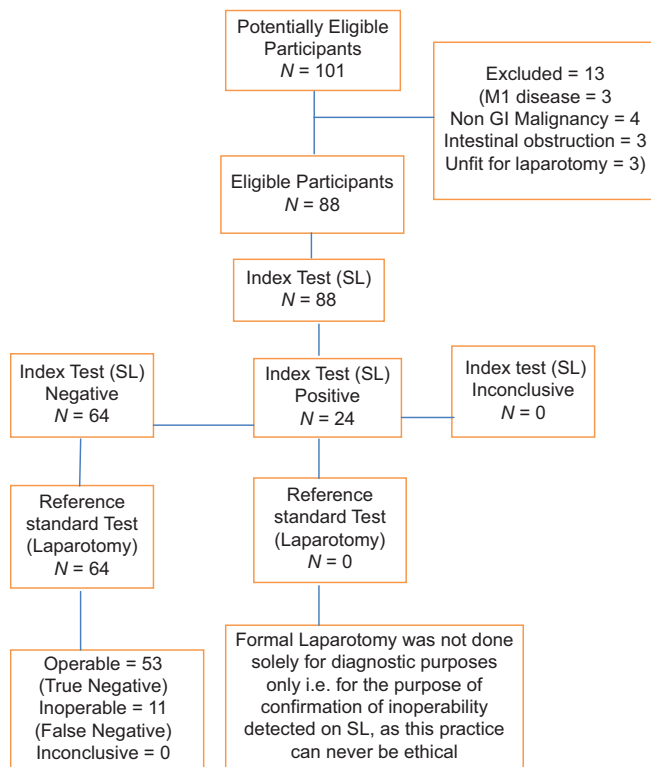 Potentially Eligible
Participants
N = 101
Excluded = 13
(M1 disease = 3
Non GI Malignancy = 4
Intestinal obstruction = 3
Unfit for laparotomy = 3)
Eligible Participants
N = 88
Index Test (SL)
N = 88
Index Test (SL)
Negative
N = 64
Index Test (SL)
Positive
N = 24
Index test (SL)
Inconclusive
N = 0
Reference
standard Test
(Laparotomy)
N = 64
Reference
standard Test
(Laparotomy)
N = 0
Operable = 53
(True Negative)
Inoperable = 11
(False Negative)
Inconclusive = 0
Formal Laparotomy was not done
solely for diagnostic purposes
only i.e. for the purpose of
confirmation of inoperability
detected on SL, as this practice
can never be ethical